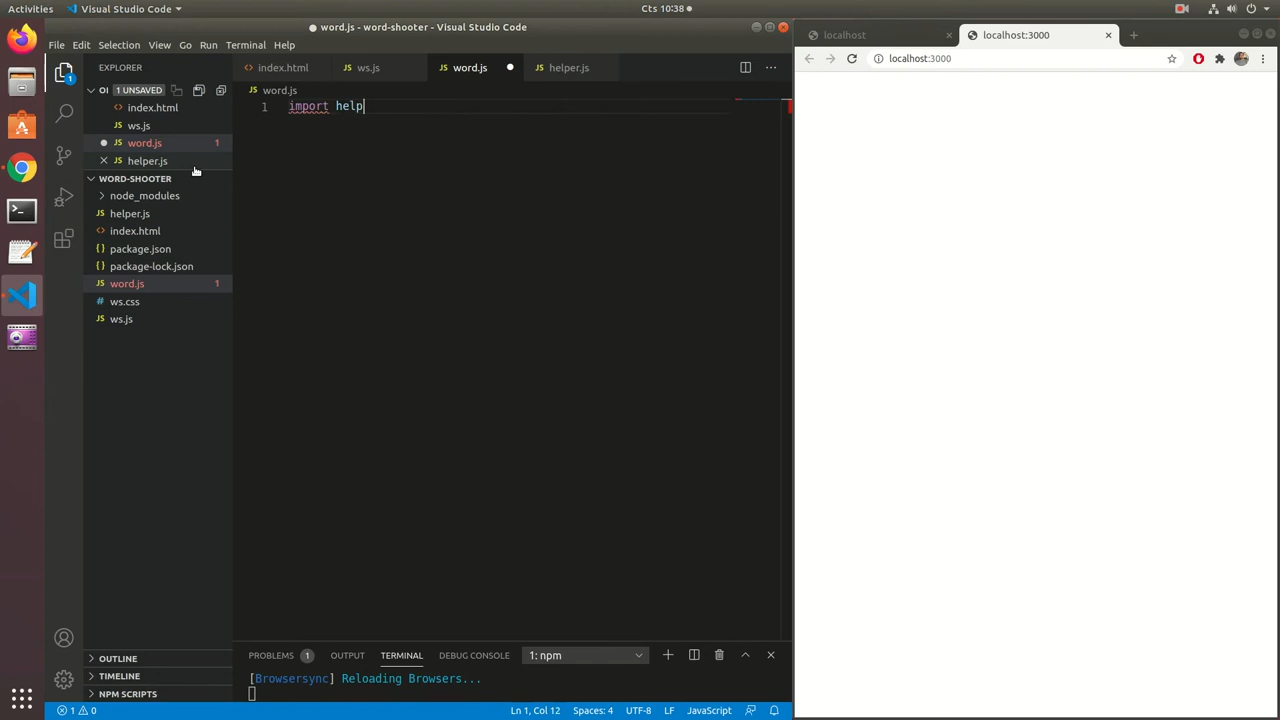 Activities
Visual Studio Code
Cts 10:38
word.js - word-shooter - Visual Studio Code
File Edit Selection View Go Run Terminal Help
EXPLORER
OI 1 UNSAVED
index.html
ws.js
word.js 1
helper.js
WORD-SHOOTER
node_modules
helper.js
index.html
package.json
package-lock.json
word.js 1
ws.css
ws.js
OUTLINE
TIMELINE
NPM SCRIPTS
1
index.html
ws.js
word.js
helper.js
word.js
1 import help
PROBLEMS 1 OUTPUT TERMINAL DEBUG CONSOLE 1: npm
[Browsersync] Reloading Browsers...
1 0
Ln 1, Col 12
Spaces: 4
UTF-8
LF
JavaScript
localhost
localhost:3000
localhost:3000